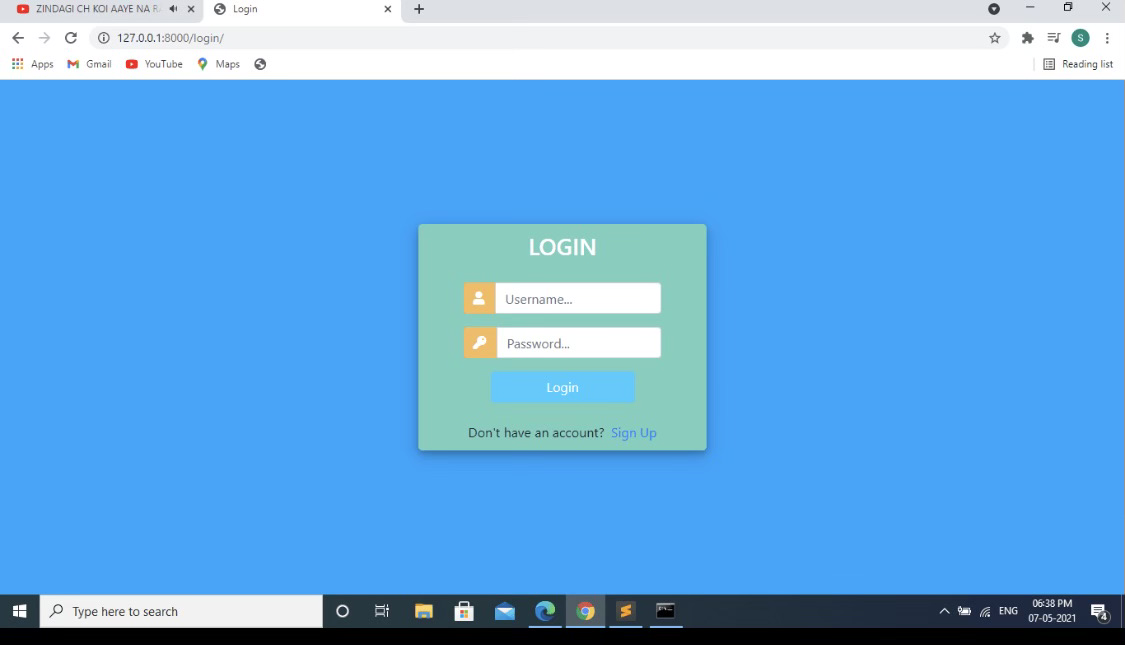 ZINDAGI CH KOI AAYE NA R
Login
127.0.0.1:8000/login/
S
Apps
Gmail
YouTube
Maps
Reading list
LOGIN
Username...
Password...
Login
Don't have an account? Sign Up
Type here to search
ENG
06:38 PM
07-05-2021
4